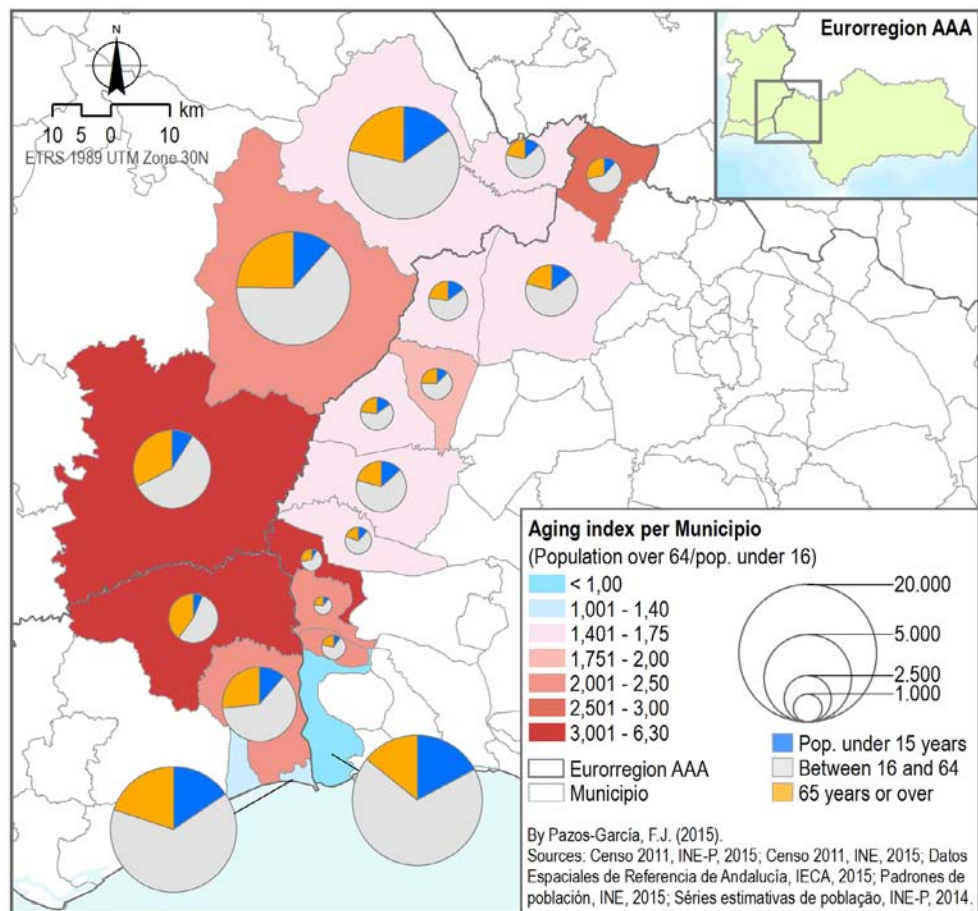 Eurorregion AAA
km
10 5 0 10
ETRS 1989 UTM Zone 30N
Aging index per Municipio
(Population over 64/pop. under 16)
< 1,00
1,001 - 1,40
1,401 - 1,75
1,751 - 2,00
2,001 - 2,50
2,501 - 3,00
3,001 - 6,30
Eurorregion AAA
Municipio
20.000
5.000
2.500
1.000
Pop. under 15 years
Between 16 and 64
65 years or over
By Pazos-García, F.J. (2015).
Sources: Censo 2011, INE-P, 2015; Censo 2011, INE, 2015; Datos
Espaciales de Referencia de Andalucía, IECA, 2015; Padrones de
población, INE, 2015; Séries estimativas de população, INE-P, 2014.